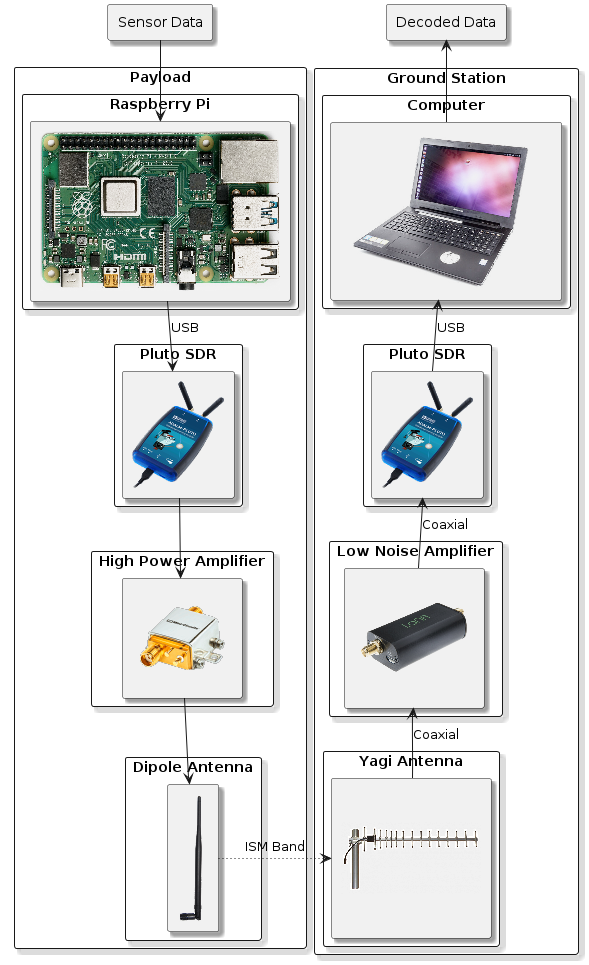 Sensor Data
Decoded Data
Payload
Ground Station
Raspberry Pi
Computer
HDMI
USB
USB
Pluto SDR
Pluto SDR
Coaxial
High Power Amplifier
Low Noise Amplifier
Coaxial
Dipole Antenna
Yagi Antenna
ISM Band